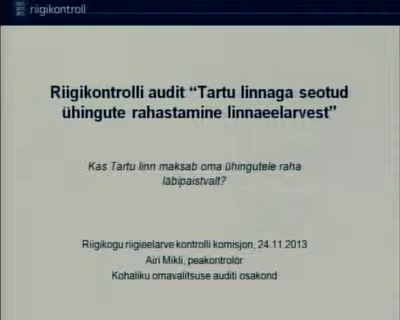 riigikontroll
Riigikontrolli audit “Tartu linnaga seotud
ühingute rahastamine linnaeelarvest”
Kas Tartu linn maksab oma ühingutele raha
läbipaistvalt?
Riigikogu riigieelarve kontrolli komisjon, 24.11.2013
Airi Mikli, peakontrolör
Kohaliku omavalitsuse auditi osakond